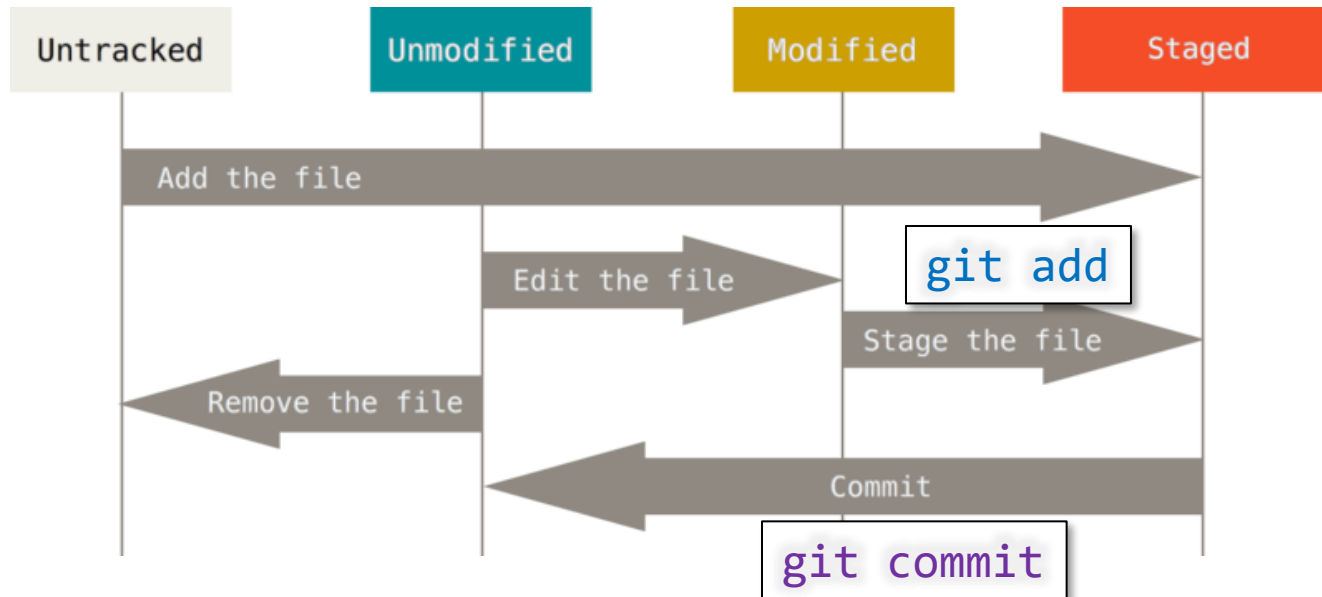 Untracked
Unmodified
Modified
Staged
Add the file
git add
Edit the file
Stage the file
Remove the file
Commit
git commit